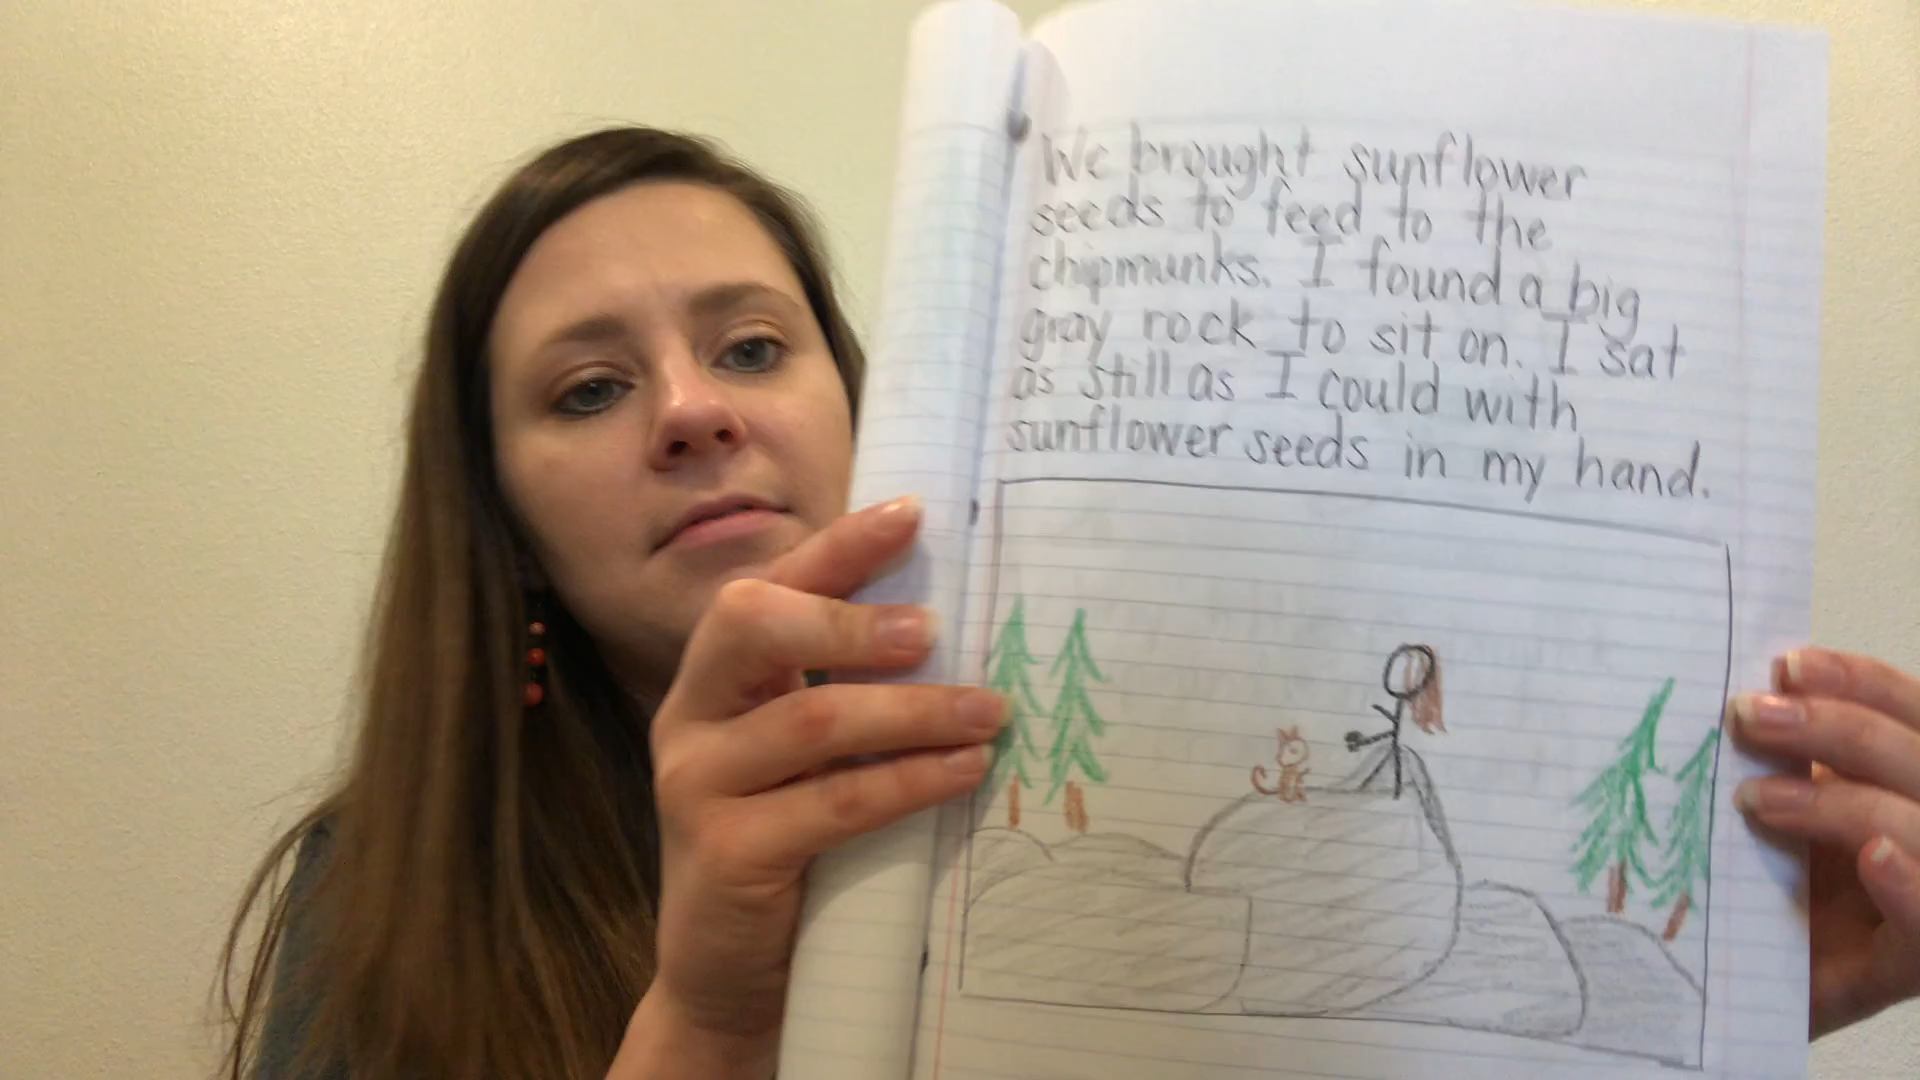 We brought sunflower
seeds to feed to the
chipmunks. I found a big
gray rock to sit on. I sat
as still as I could with
sunflower seeds in my hand.